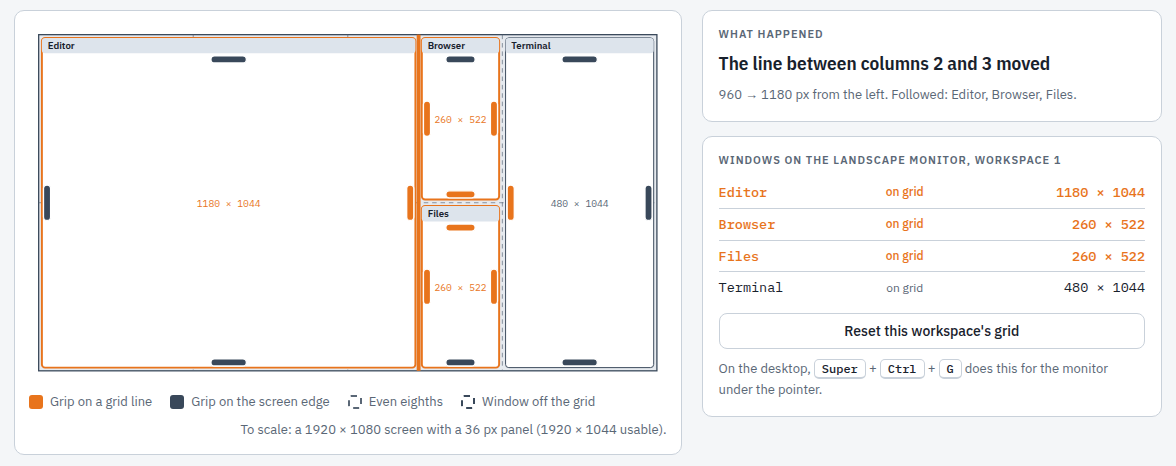 Editor
Browser
Terminal
260 × 522
1180 × 1044
480 × 1044
Files
260 × 522
Grip on a grid line
Grip on the screen edge
Even eighths
Window off the grid
To scale: a 1920 × 1080 screen with a 36 px panel (1920 × 1044 usable).
WHAT HAPPENED
The line between columns 2 and 3 moved
960 → 1180 px from the left. Followed: Editor, Browser, Files.
WINDOWS ON THE LANDSCAPE MONITOR, WORKSPACE 1
Editor on grid 1180 × 1044
Browser on grid 260 × 522
Files on grid 260 × 522
Terminal on grid 480 × 1044
Reset this workspace's grid
On the desktop, Super + Ctrl + G does this for the monitor
under the pointer.